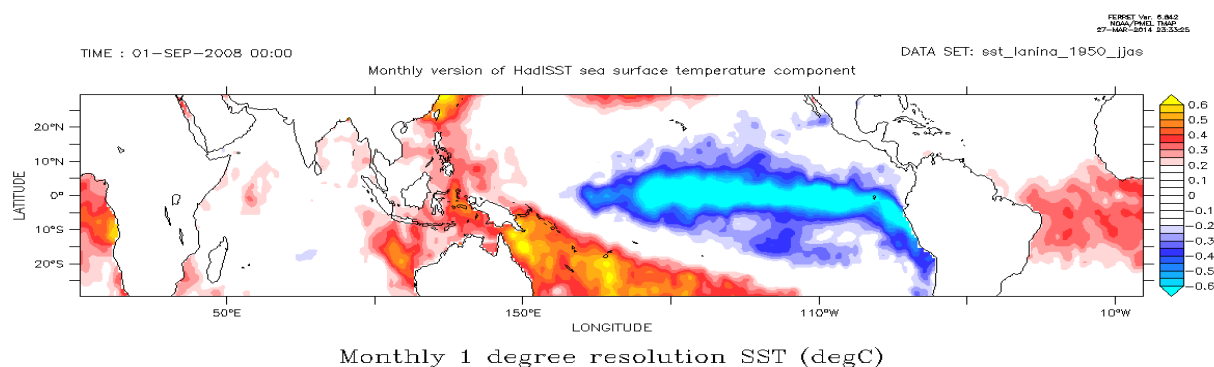 FERRET Ver. 6.842
NOAA/PMEL TMAP
27-MAR-2014 23:33:25
TIME : 01-SEP-2008 00:00
DATA SET: sst_lanina_1950_jjas
Monthly version of HadISST sea surface temperature component
LATITUDE
20°N
10°N
0°
10°S
20°S
50°E
150°E
110°W
10°W
LONGITUDE
0.6
0.5
0.4
0.3
0.2
0.1
0
-0.1
-0.2
-0.3
-0.4
-0.5
-0.6
Monthly 1 degree resolution SST (degC)